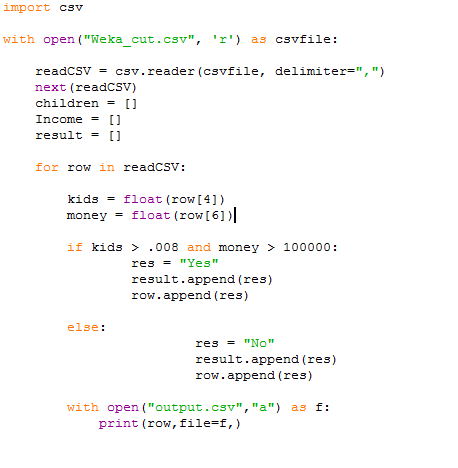 import csv
with open("Weka_cut.csv", 'r') as csvfile:
    readCSV = csv.reader(csvfile, delimiter=",")
    next(readCSV)
    children = []
    Income = []
    result = []
    for row in readCSV:
        kids = float(row[4])
        money = float(row[6])
        if kids > .008 and money > 100000:
                res = "Yes"
                result.append(res)
                row.append(res)
        else:
                        res = "No"
                        result.append(res)
                        row.append(res)
        with open("output.csv","a") as f:
            print(row,file=f,)